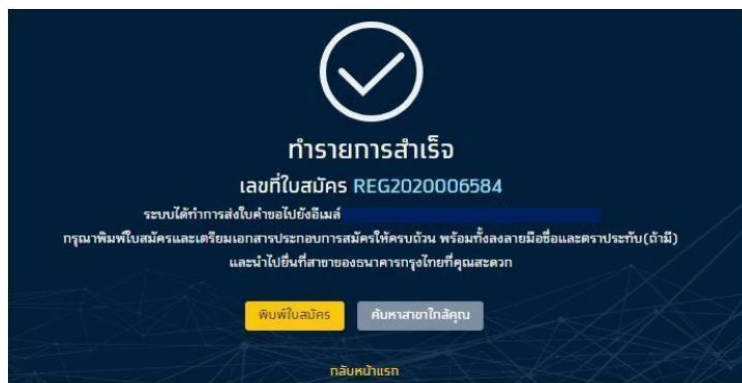 ทำรายการสำเร็จ
เลขที่ใบสมัคร REG2020006584
ระบบได้ทำการส่งใบคำขอไปยังอีเมล์
กรุณาพิมพ์ใบสมัครและเตรียมเอกสารประกอบการสมัครให้ครบถ้วน พร้อมทั้งลงลายมือชื่อและตราประทับ(ถ้ามี)
และนำไปยื่นที่สาขาของธนาคารกรุงไทยที่คุณสะดวก
พิมพ์ใบสมัคร ค้นหาสาขาใกล้คุณ
กลับหน้าแรก